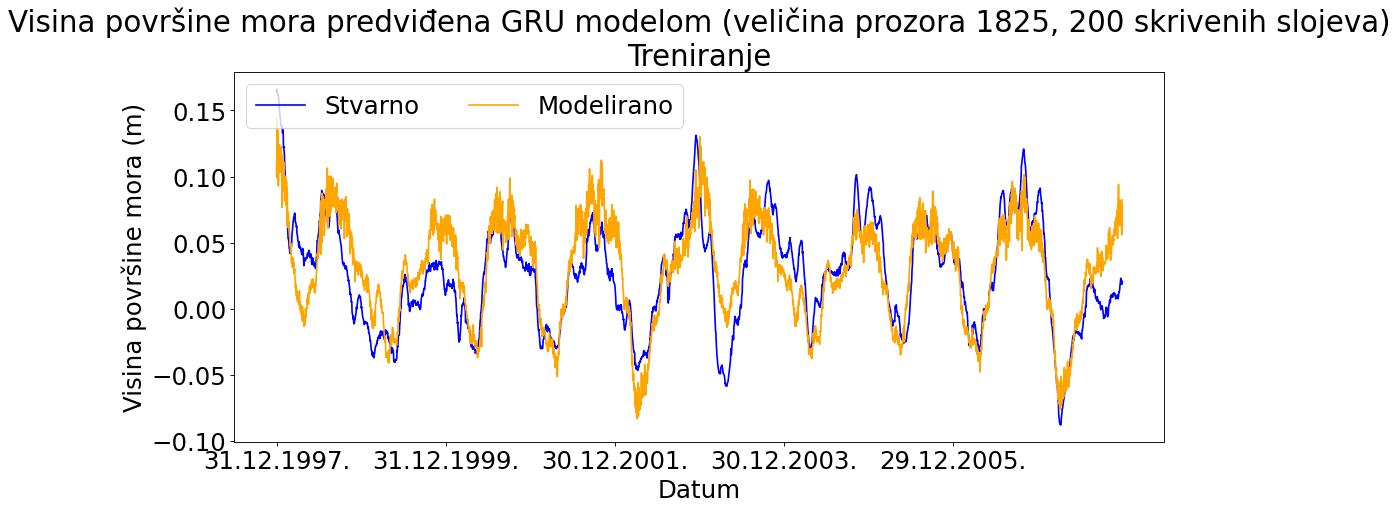 Visina površine mora predviđena GRU modelom (veličina prozora 1825, 200 skrivenih slojeva)
Treniranje
Stvarno
Modelirano
Visina površine mora (m)
0.15
0.10
0.05
0.00
−0.05
−0.10
31.12.1997.
31.12.1999.
30.12.2001.
30.12.2003.
29.12.2005.
Datum